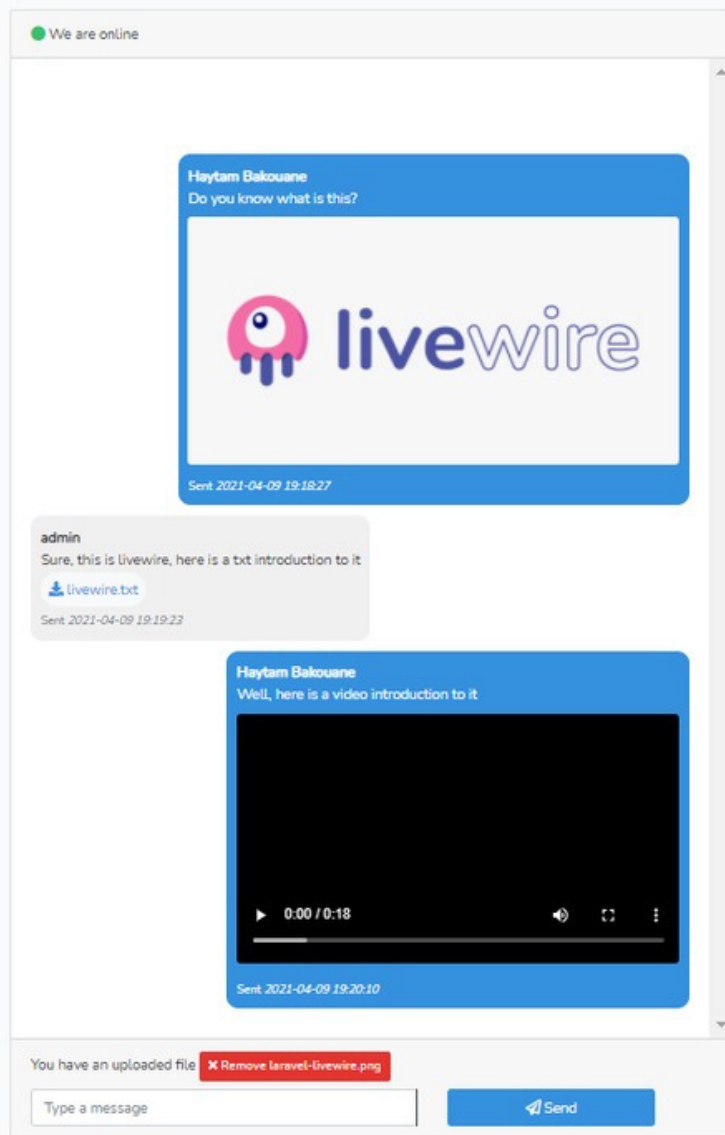 We are online
Haytam Bakouane
Do you know what is this?
livewire
Sent 2021-04-09 19:18:27
admin
Sure, this is livewire, here is a txt introduction to it
livewire.txt
Sent 2021-04-09 19:19:23
Haytam Bakouane
Well, here is a video introduction to it
0:00 / 0:18
Sent 2021-04-09 19:20:10
You have an uploaded file × Remove laravel-livewire.png
Type a message Send